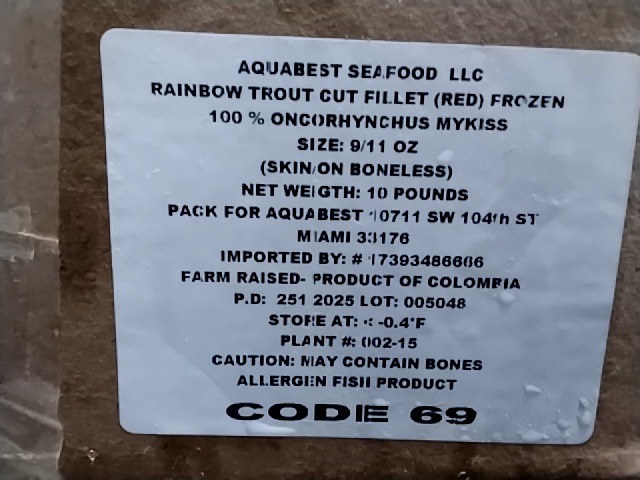 AQUABEST SEAFOOD LLC
RAINBOW TROUT CUT FILLET (RED) FROZEN
100 % ONCORHYNCHUS MYKISS
SIZE: 9/11 OZ
(SKIN/ON BONELESS)
NET WEIGTH: 10 POUNDS
PACK FOR AQUABEST 10711 SW 104th ST
MIAMI 33176
IMPORTED BY: # 17393486686
FARM RAISED- PRODUCT OF COLOMBIA
P.D: 251 2025 LOT: 005048
STORE AT: < -0.4°F
PLANT #: 002-15
CAUTION: MAY CONTAIN BONES
ALLERGEN FISH PRODUCT
CODE 69